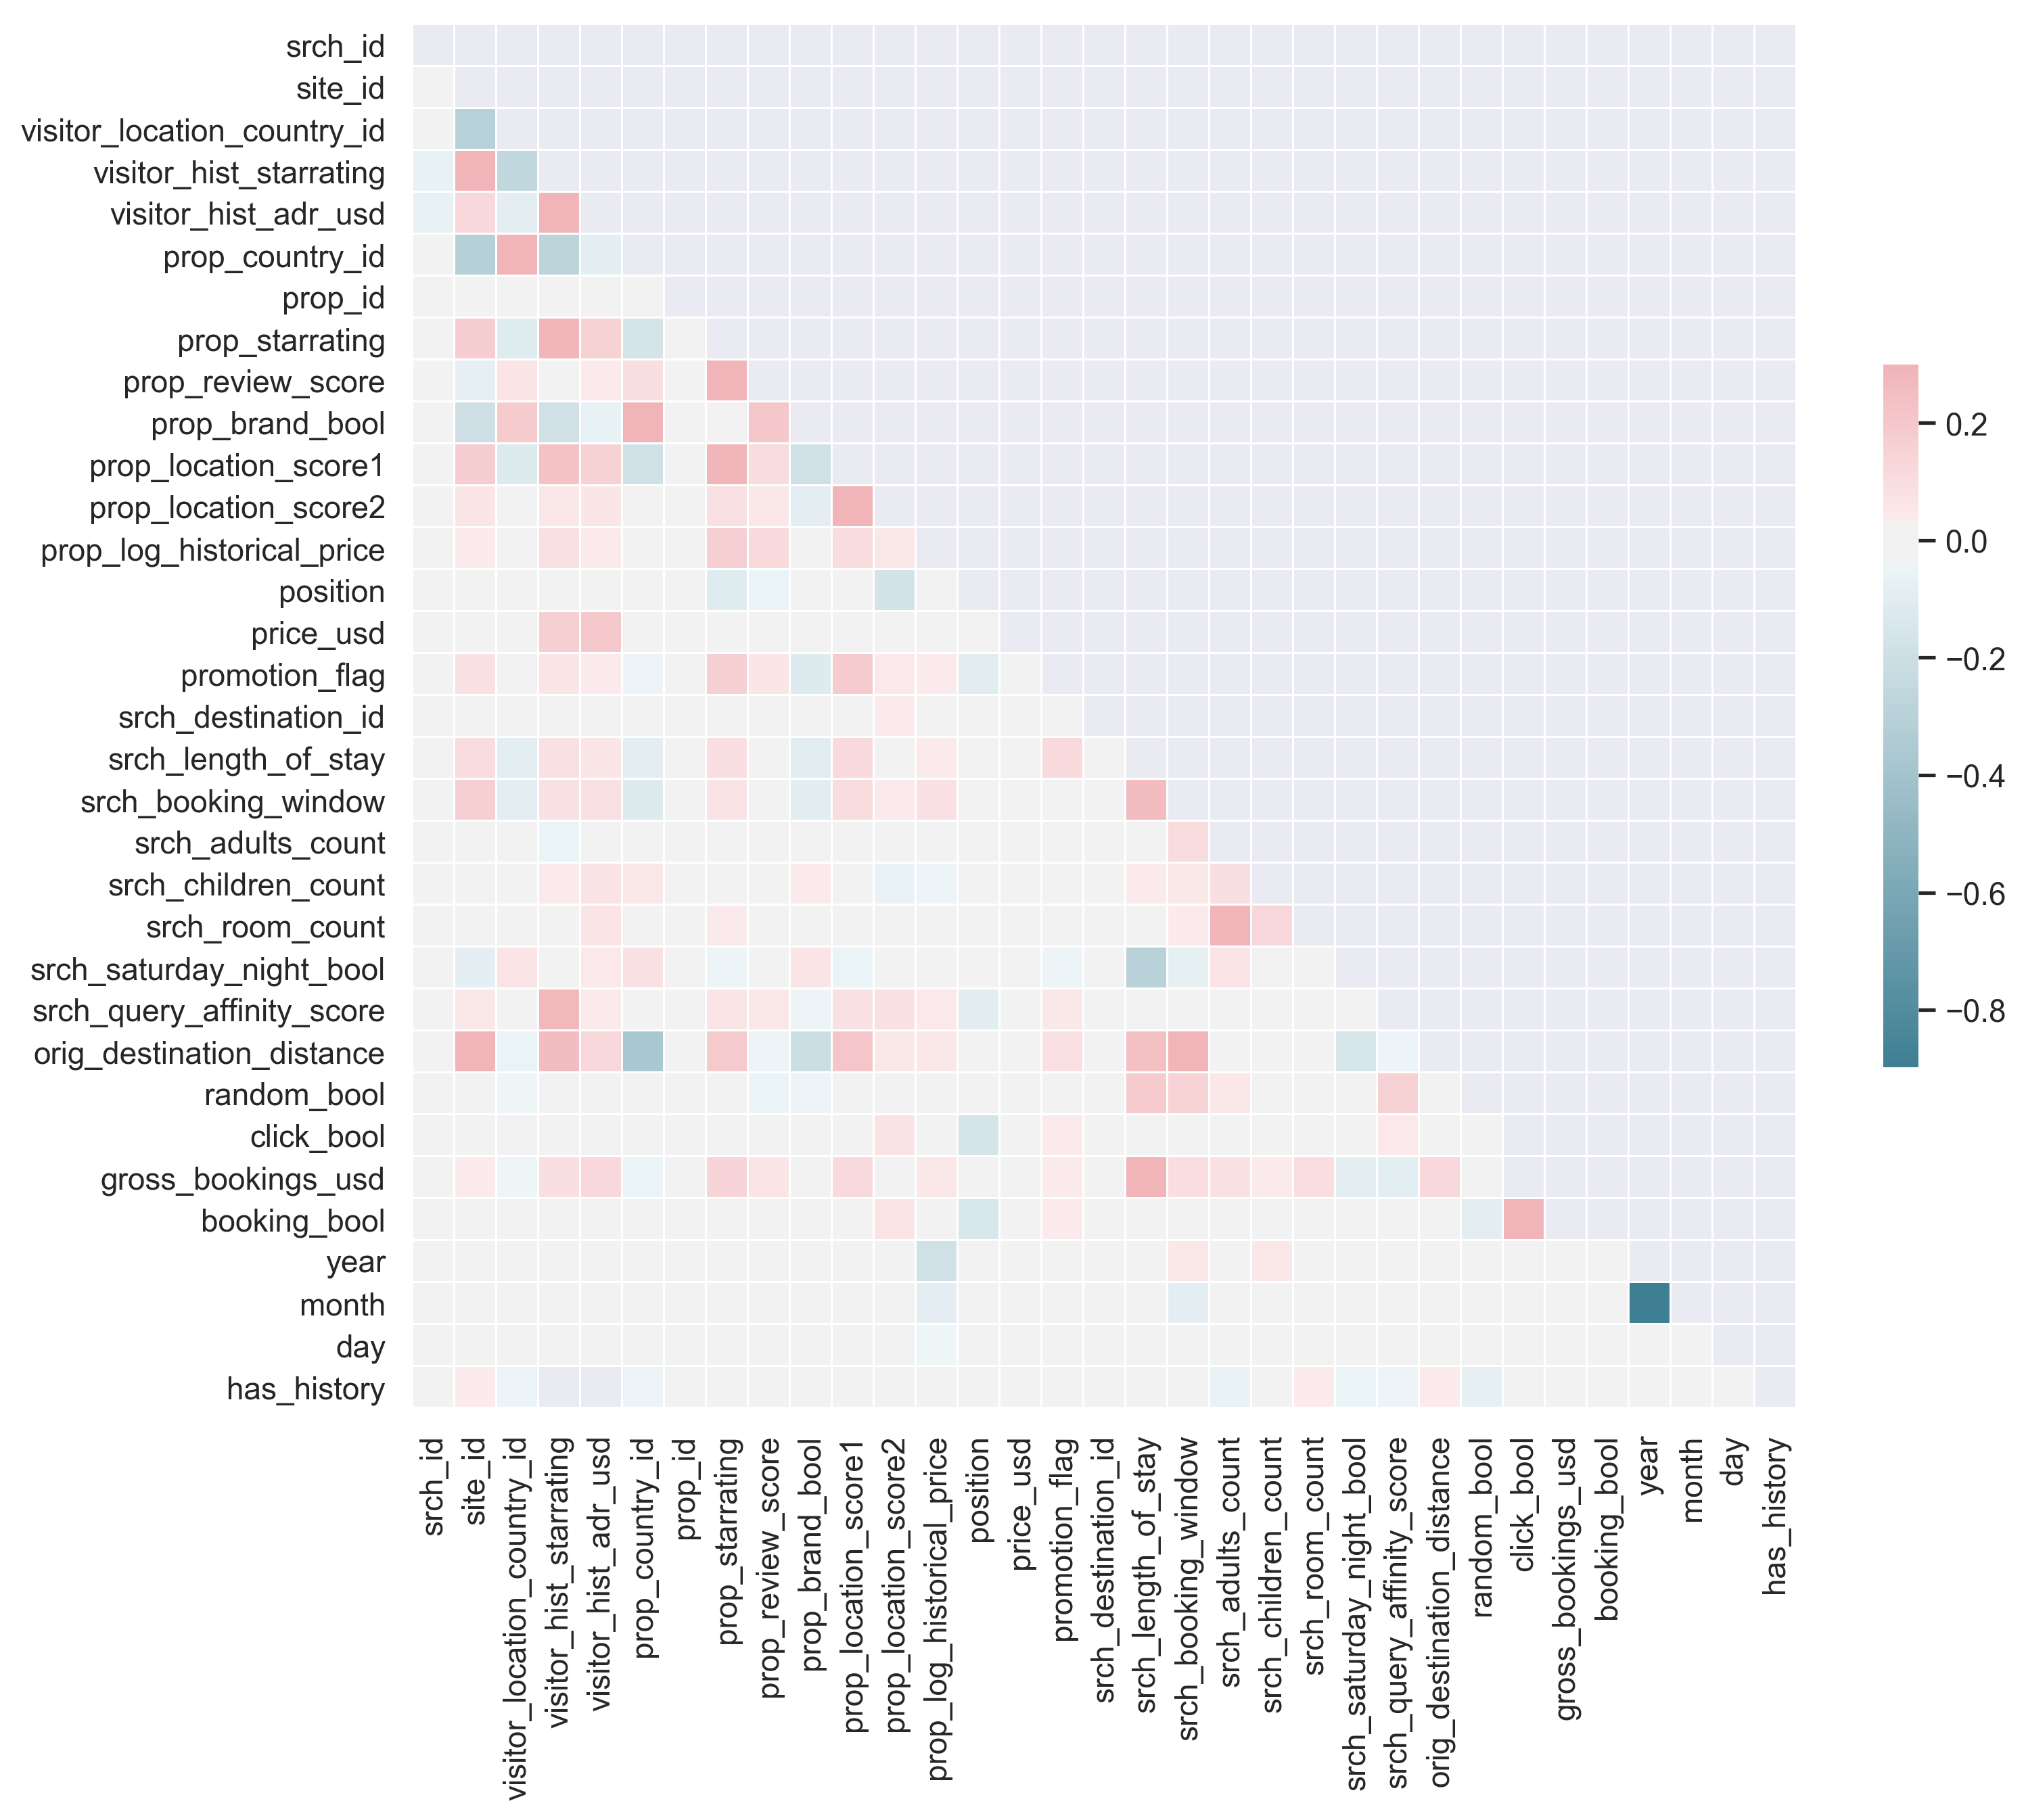 srch_id
site_id
visitor_location_country_id
visitor_hist_starrating
visitor_hist_adr_usd
prop_country_id
prop_id
prop_starrating
prop_review_score
prop_brand_bool
prop_location_score1
prop_location_score2
prop_log_historical_price
position
price_usd
promotion_flag
srch_destination_id
srch_length_of_stay
srch_booking_window
srch_adults_count
srch_children_count
srch_room_count
srch_saturday_night_bool
srch_query_affinity_score
orig_destination_distance
random_bool
click_bool
gross_bookings_usd
booking_bool
year
month
day
has_history
srch_id
site_id
visitor_location_country_id
visitor_hist_starrating
visitor_hist_adr_usd
prop_country_id
prop_id
prop_starrating
prop_review_score
prop_brand_bool
prop_location_score1
prop_location_score2
prop_log_historical_price
position
price_usd
promotion_flag
srch_destination_id
srch_length_of_stay
srch_booking_window
srch_adults_count
srch_children_count
srch_room_count
srch_saturday_night_bool
srch_query_affinity_score
orig_destination_distance
random_bool
click_bool
gross_bookings_usd
booking_bool
year
month
day
has_history
0.2
0.0
−0.2
−0.4
−0.6
−0.8